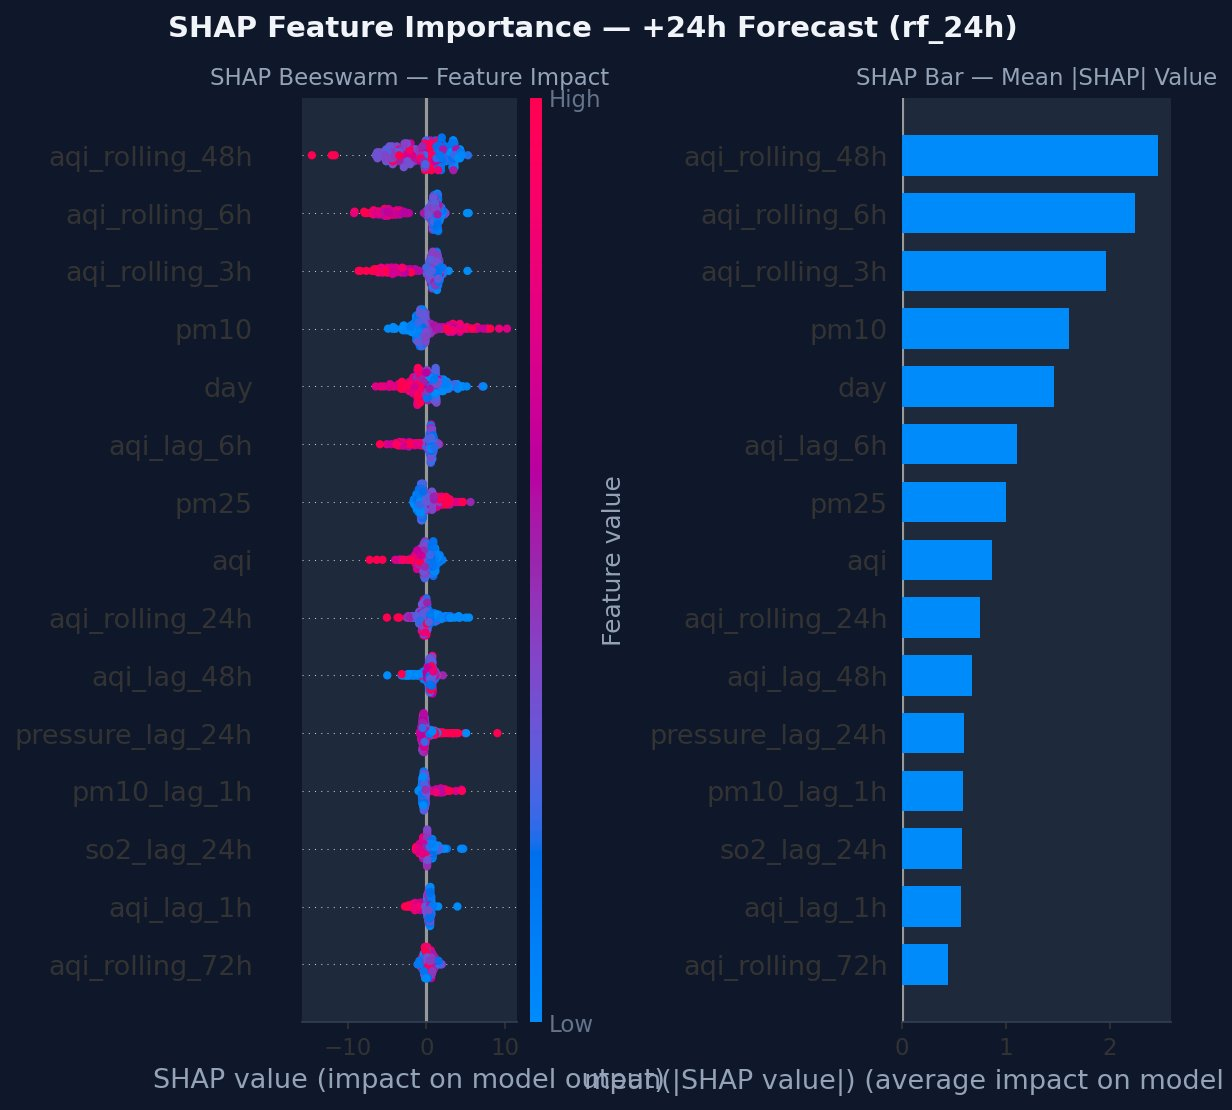 SHAP Feature Importance — +24h Forecast (rf_24h)
SHAP Beeswarm — Feature Impact
High
aqi_rolling_48h
aqi_rolling_6h
aqi_rolling_3h
pm10
day
aqi_lag_6h
pm25
aqi
aqi_rolling_24h
aqi_lag_48h
pressure_lag_24h
pm10_lag_1h
so2_lag_24h
aqi_lag_1h
aqi_rolling_72h
Low
−10 0 10
SHAP value (impact on model output)
Feature value
SHAP Bar — Mean |SHAP| Value
aqi_rolling_48h
aqi_rolling_6h
aqi_rolling_3h
pm10
day
aqi_lag_6h
pm25
aqi
aqi_rolling_24h
aqi_lag_48h
pressure_lag_24h
pm10_lag_1h
so2_lag_24h
aqi_lag_1h
aqi_rolling_72h
0 1 2
mean(|SHAP value|) (average impact on model